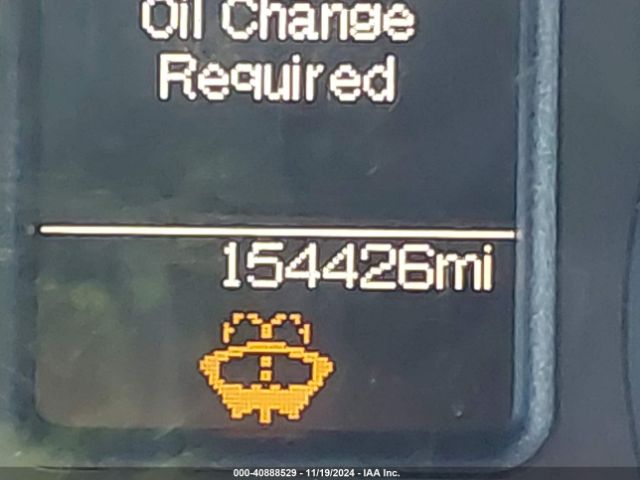 Oil Change
Required
154426mi
000-40888529 - 11/19/2024 - IAA Inc.